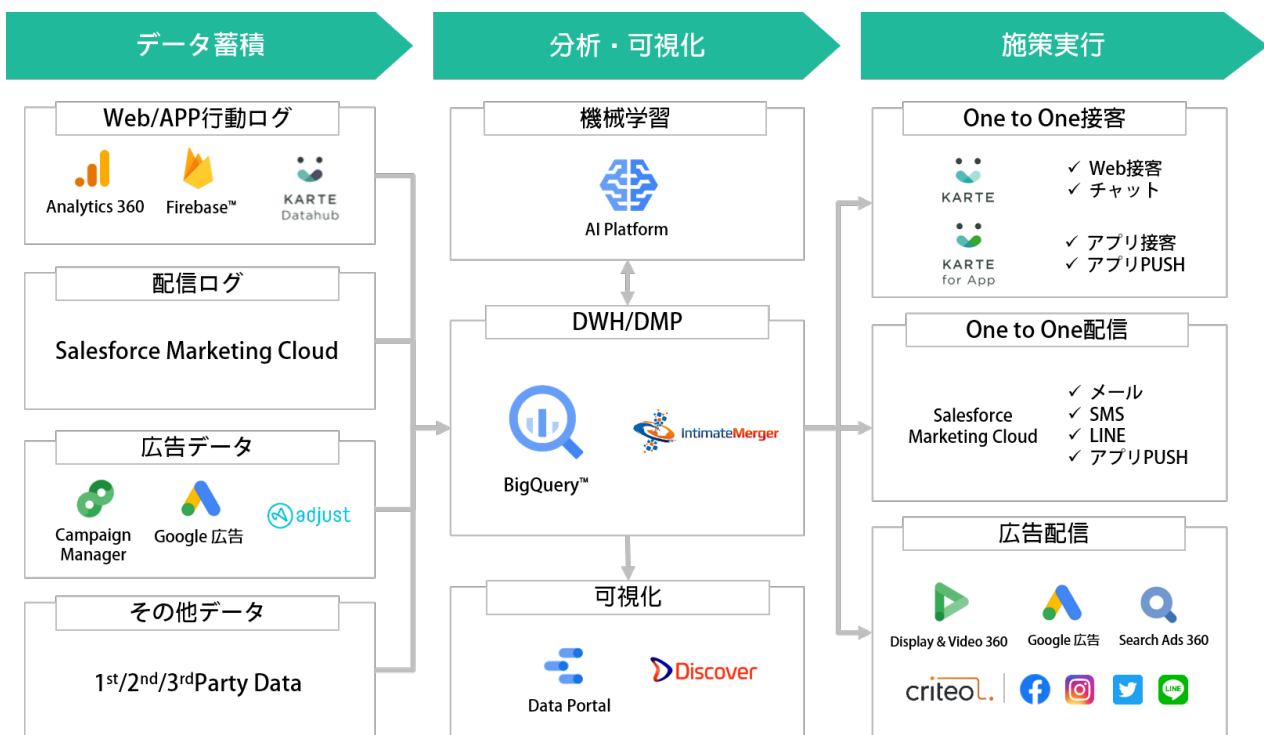 データ蓄積
分析・可視化
施策実行
Web/APP行動ログ
Analytics 360
Firebase™
KARTE
Datahub
配信ログ
Salesforce Marketing Cloud
広告データ
Campaign
Manager
Google 広告
adjust
その他データ
1st/2nd/3rdParty Data
機械学習
AI Platform
DWH/DMP
BigQuery™
IntimateMerger
可視化
Data Portal
Discover
One to One接客
KARTE
✓ Web接客
✓ チャット
KARTE
for App
✓ アプリ接客
✓ アプリPUSH
One to One配信
Salesforce
Marketing Cloud
✓ メール
✓ SMS
✓ LINE
✓ アプリPUSH
広告配信
Display & Video 360
Google 広告
Search Ads 360
criteo
LINE